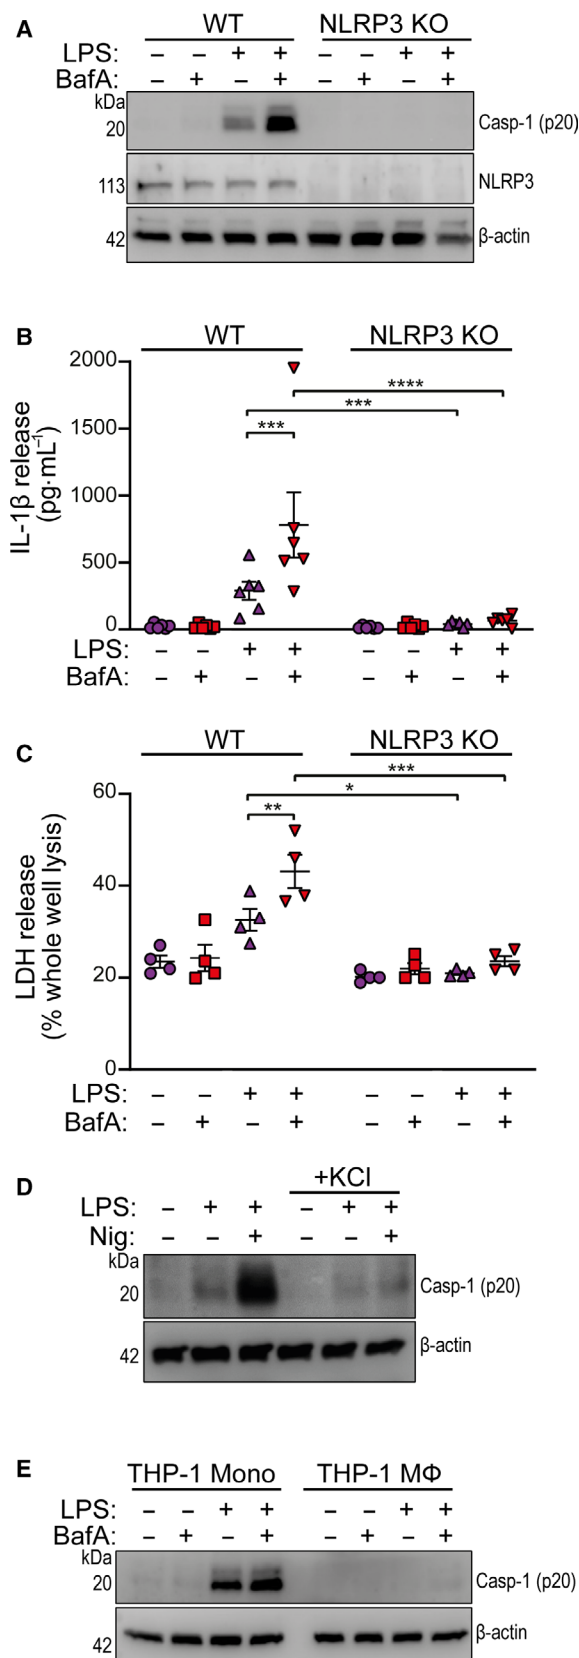 A
WT NLRP3 KO
LPS: – – + + – – + +
BafA: – + – + – + – +
kDa
20 Casp-1 (p20)
113 NLRP3
42 β-actin
B
WT NLRP3 KO
2000
1500
1000
500
0
IL-1β release
(pg·mL⁻¹)
****
***
***
LPS: – – + + – – + +
BafA: – + – + – + – +
C
WT NLRP3 KO
60
40
20
0
LDH release
(% whole well lysis)
***
*
**
LPS: – – + + – – + +
BafA: – + – + – + – +
D
+KCl
LPS: – + + – + +
Nig: – – + – – +
kDa
20 Casp-1 (p20)
42 β-actin
E
THP-1 Mono THP-1 MΦ
LPS: – – + + – – + +
BafA: – + – + – + – +
kDa
20 Casp-1 (p20)
42 β-actin